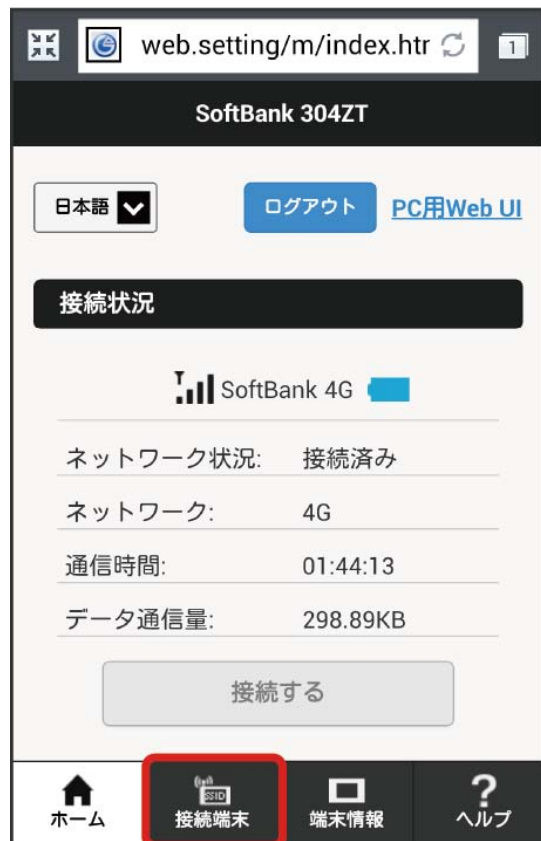 web.setting/m/index.htr
1
SoftBank 304ZT
日本語
ログアウト
PC用Web UI
接続状況
SoftBank 4G
ネットワーク状況: 接続済み
ネットワーク: 4G
通信時間: 01:44:13
データ通信量: 298.89KB
接続する
SSID
ホーム 接続端末 端末情報 ヘルプ